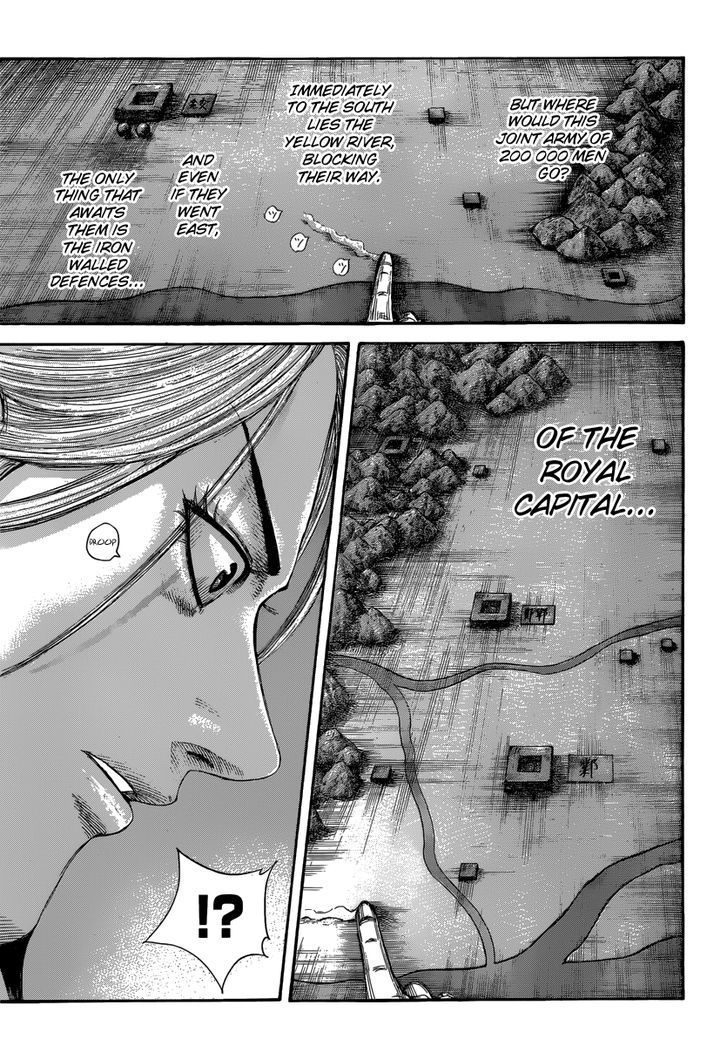 BUT WHERE
WOULD THIS
JOINT ARMY OF
200 000 MEN
GO?
IMMEDIATELY
TO THE SOUTH
LIES THE
YELLOW RIVER,
BLOCKING
THEIR WAY.
AND
EVEN
IF THEY
WENT
EAST,
THE ONLY
THING THAT
AWAITS
THEM IS
THE IRON
WALLED
DEFENCES...
OF THE
ROYAL
CAPITAL...
DROOP
!?